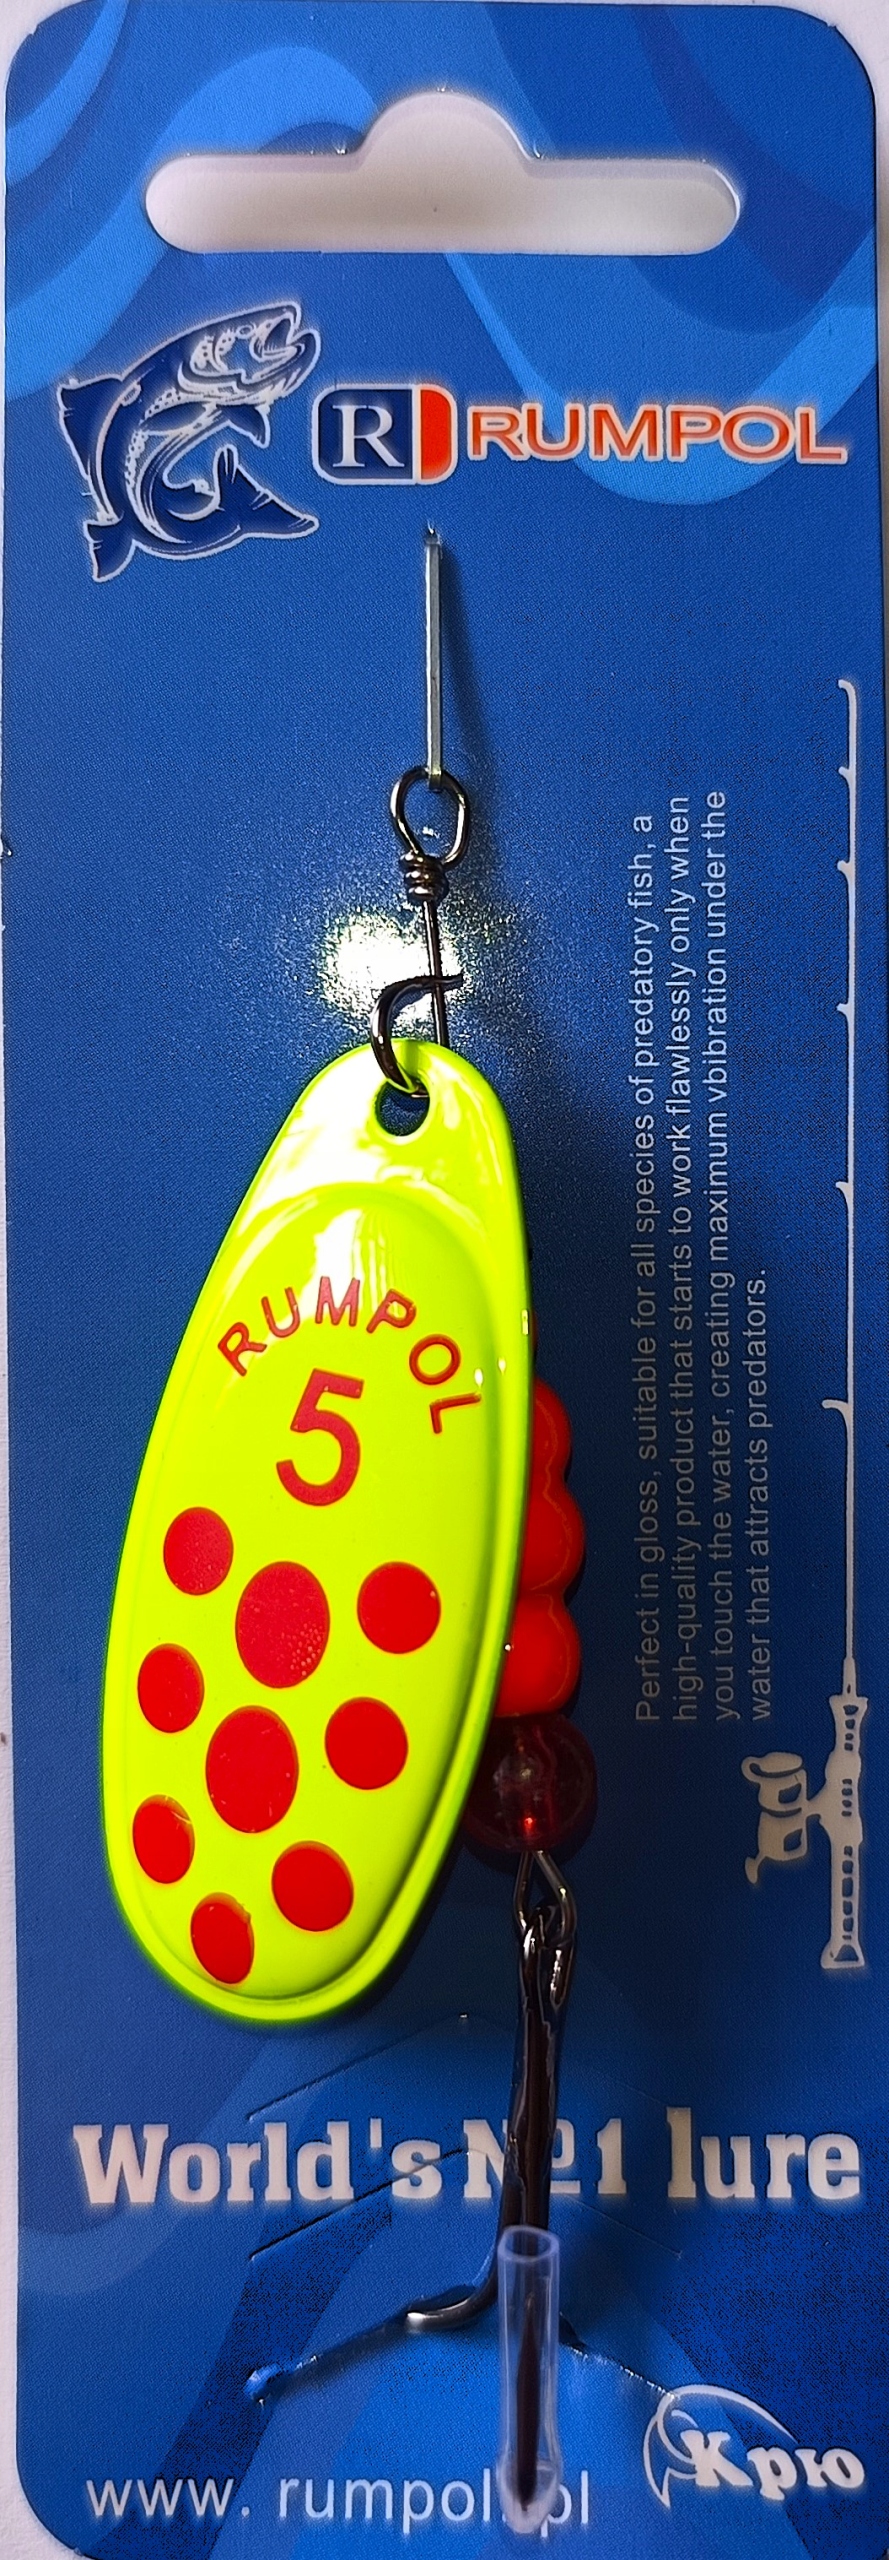 R RUMPOL
Perfect in gloss, suitable for all species of predatory fish, a
high-quality product that starts to work flawlessly only when
you touch the water, creating maximum vbibration under the
water that attracts predators.
RUMPOL
5
World's №1 lure
www. rumpol.pl
Крю